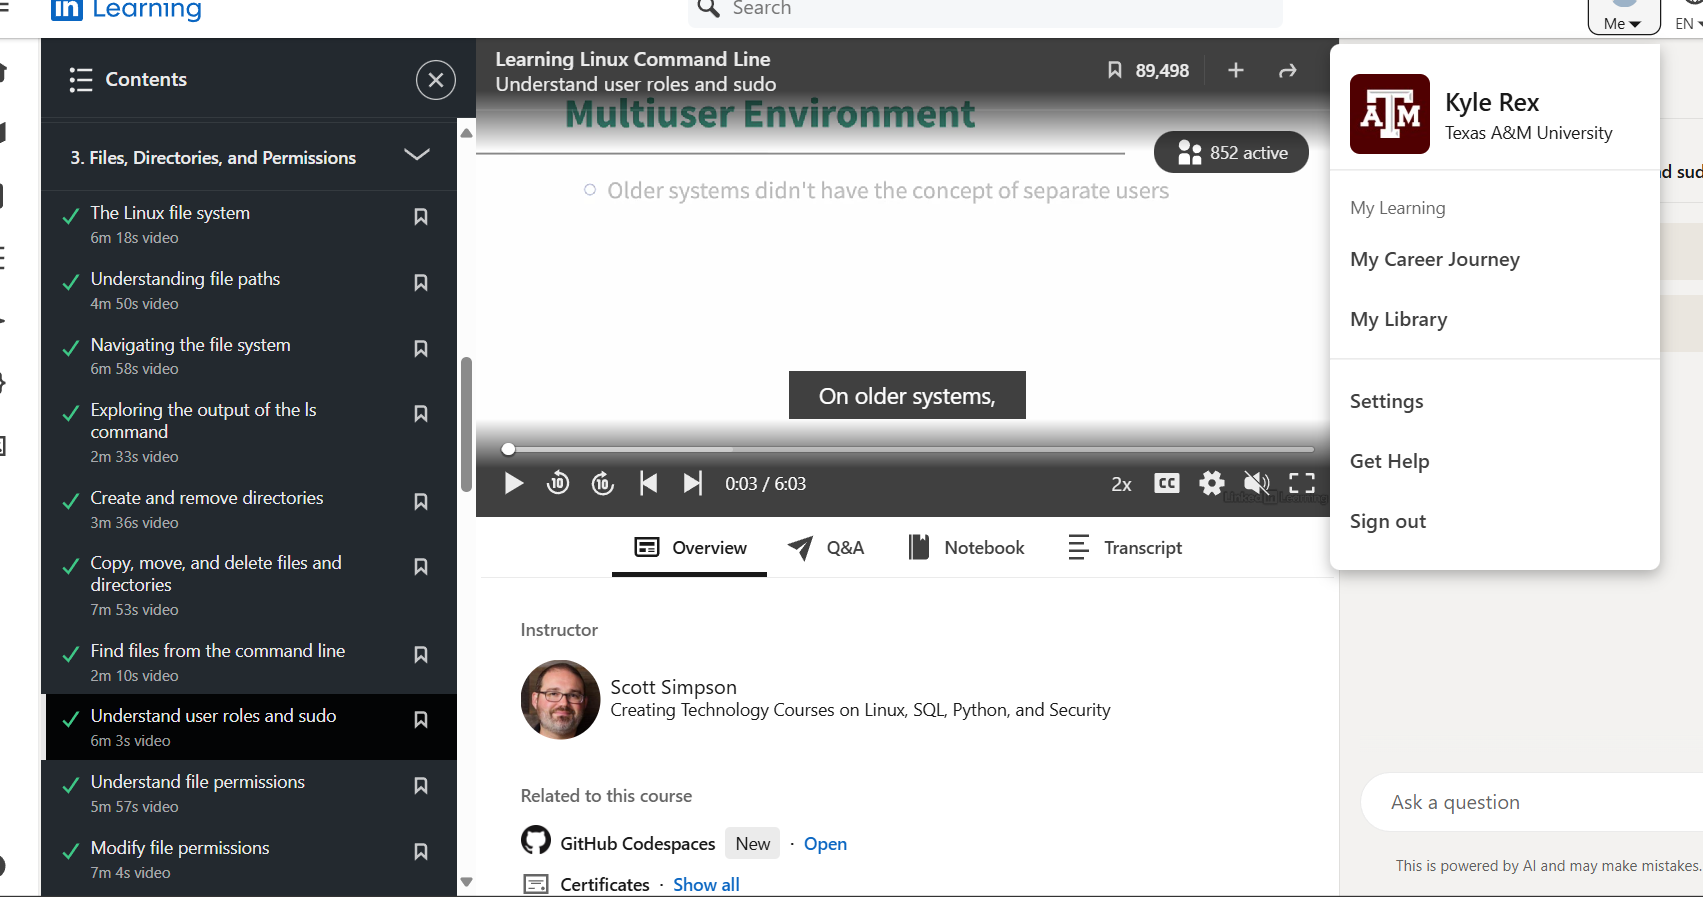 in Learning
Search
Me
EN
Contents
3. Files, Directories, and Permissions
The Linux file system
6m 18s video
Understanding file paths
4m 50s video
Navigating the file system
6m 58s video
Exploring the output of the ls
command
2m 33s video
Create and remove directories
3m 36s video
Copy, move, and delete files and
directories
7m 53s video
Find files from the command line
2m 10s video
Understand user roles and sudo
6m 3s video
Understand file permissions
5m 57s video
Modify file permissions
7m 4s video
Learning Linux Command Line
Understand user roles and sudo
89,498
Multiuser Environment
852 active
Older systems didn't have the concept of separate users
On older systems,
10
10
0:03 / 6:03
2x
CC
Linked in Learning
Overview
Q&A
Notebook
Transcript
Instructor
Scott Simpson
Creating Technology Courses on Linux, SQL, Python, and Security
Related to this course
GitHub Codespaces New · Open
Certificates · Show all
ATM
Kyle Rex
Texas A&M University
My Learning
My Career Journey
My Library
Settings
Get Help
Sign out
Ask a question
This is powered by AI and may make mistakes.